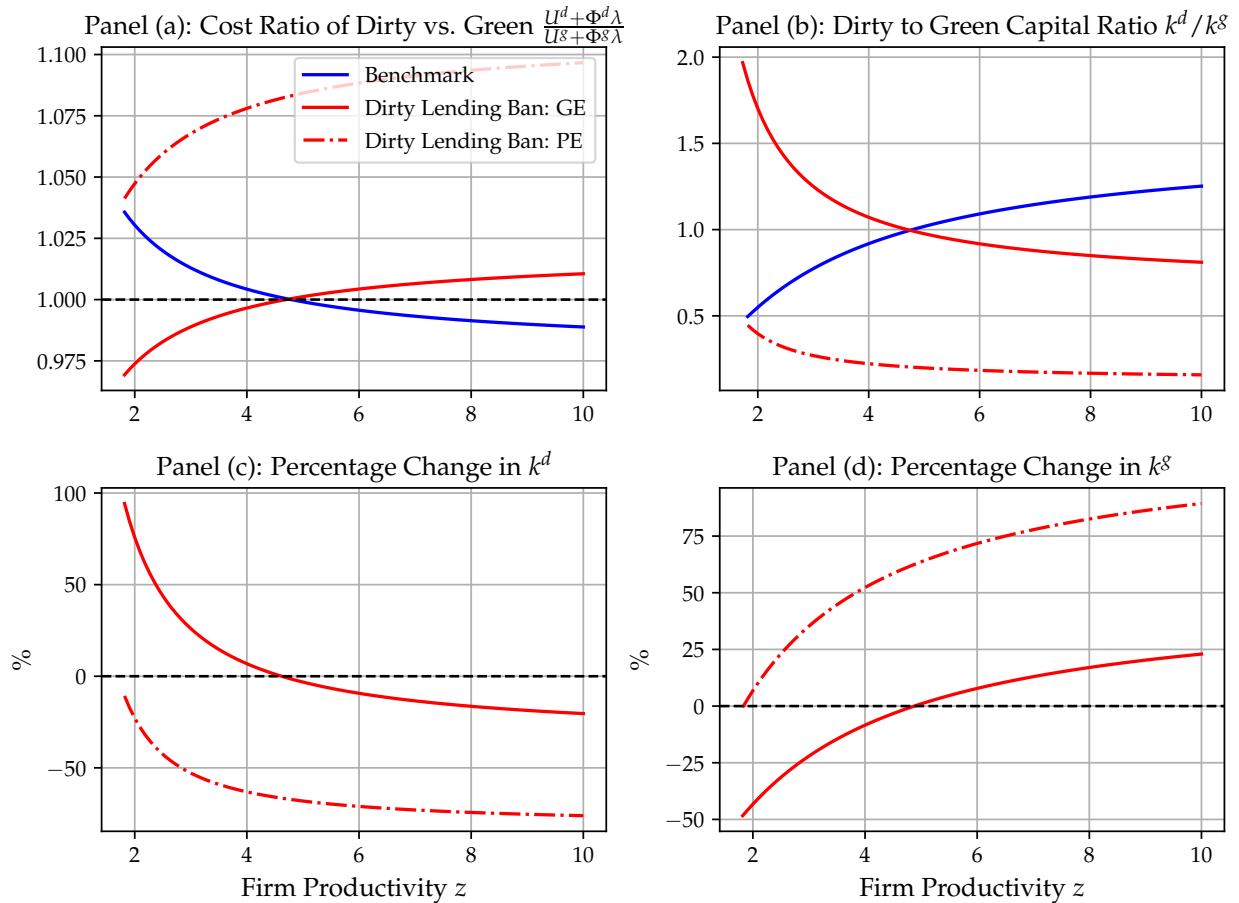 Panel (a): Cost Ratio of Dirty vs. Green \frac{U^d+Φ^dλ}{U^g+Φ^gλ}
1.100
1.075
1.050
1.025
1.000
0.975
Benchmark
Dirty Lending Ban: GE
Dirty Lending Ban: PE
2 4 6 8 10
Panel (b): Dirty to Green Capital Ratio k^d/k^g
2.0
1.5
1.0
0.5
2 4 6 8 10
Panel (c): Percentage Change in k^d
%
100
50
0
−50
2 4 6 8 10
Firm Productivity z
Panel (d): Percentage Change in k^g
%
75
50
25
0
−25
−50
2 4 6 8 10
Firm Productivity z